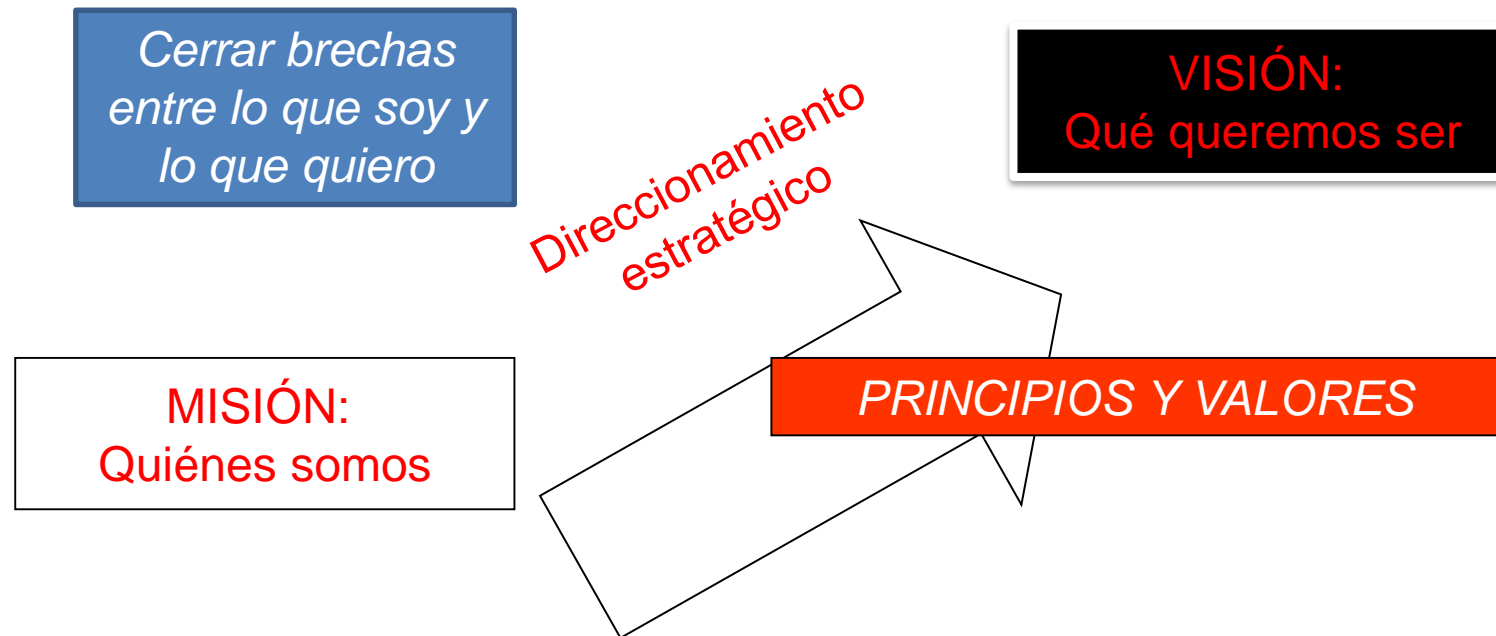 Cerrar brechas
entre lo que soy y
lo que quiero
VISIÓN:
Qué queremos ser
Direccionamiento
estratégico
MISIÓN:
Quiénes somos
PRINCIPIOS Y VALORES